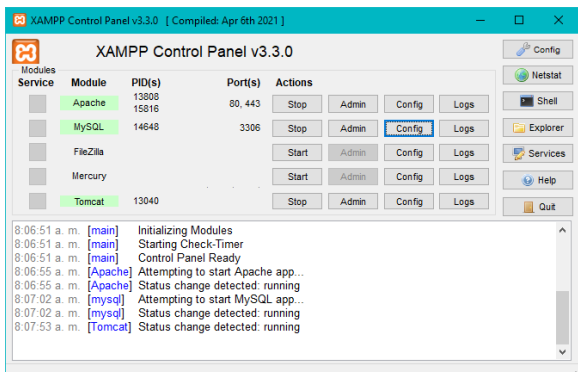 XAMPP Control Panel v3.3.0 [ Compiled: Apr 6th 2021 ]
XAMPP Control Panel v3.3.0
Config
Modules
Service Module PID(s) Port(s) Actions
Netstat
Apache 13808 15816 80, 443 Stop Admin Config Logs
Shell
MySQL 14648 3306 Stop Admin Config Logs
Explorer
FileZilla Start Admin Config Logs
Services
Mercury Start Admin Config Logs
Help
Tomcat 13040 Stop Admin Config Logs
Quit
8:06:51 a. m. [main] Initializing Modules
8:06:51 a. m. [main] Starting Check-Timer
8:06:51 a. m. [main] Control Panel Ready
8:06:55 a. m. [Apache] Attempting to start Apache app...
8:06:55 a. m. [Apache] Status change detected: running
8:07:02 a. m. [mysql] Attempting to start MySQL app...
8:07:02 a. m. [mysql] Status change detected: running
8:07:53 a. m. [Tomcat] Status change detected: running